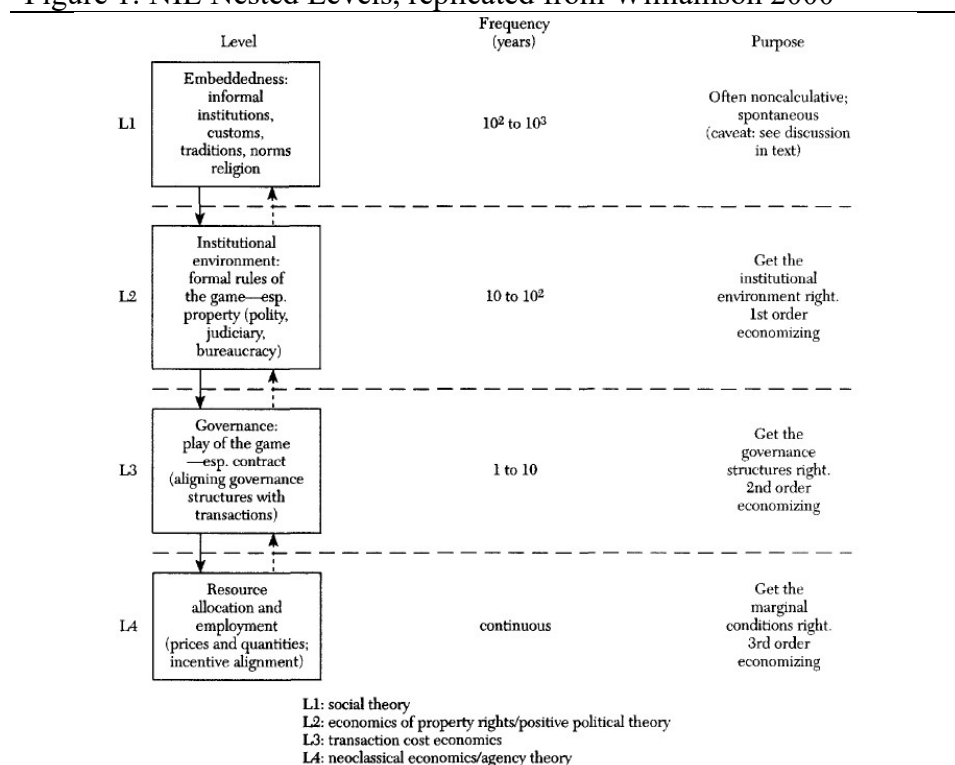 Figure 1: NIE Nested Levels, replicated from Williamson 2000
Level
Frequency
(years)
Purpose
L1
Embeddedness:
informal
institutions,
customs,
traditions, norms
religion
10² to 10³
Often noncalculative;
spontaneous
(caveat: see discussion
in text)
L2
Institutional
environment:
formal rules of
the game—esp.
property (polity,
judiciary,
bureaucracy)
10 to 10²
Get the
institutional
environment right.
1st order
economizing
L3
Governance:
play of the game
—esp. contract
(aligning governance
structures with
transactions)
1 to 10
Get the
governance
structures right.
2nd order
economizing
L4
Resource
allocation and
employment
(prices and quantities;
incentive alignment)
continuous
Get the
marginal
conditions right.
3rd order
economizing
L1: social theory
L2: economics of property rights/positive political theory
L3: transaction cost economics
L4: neoclassical economics/agency theory